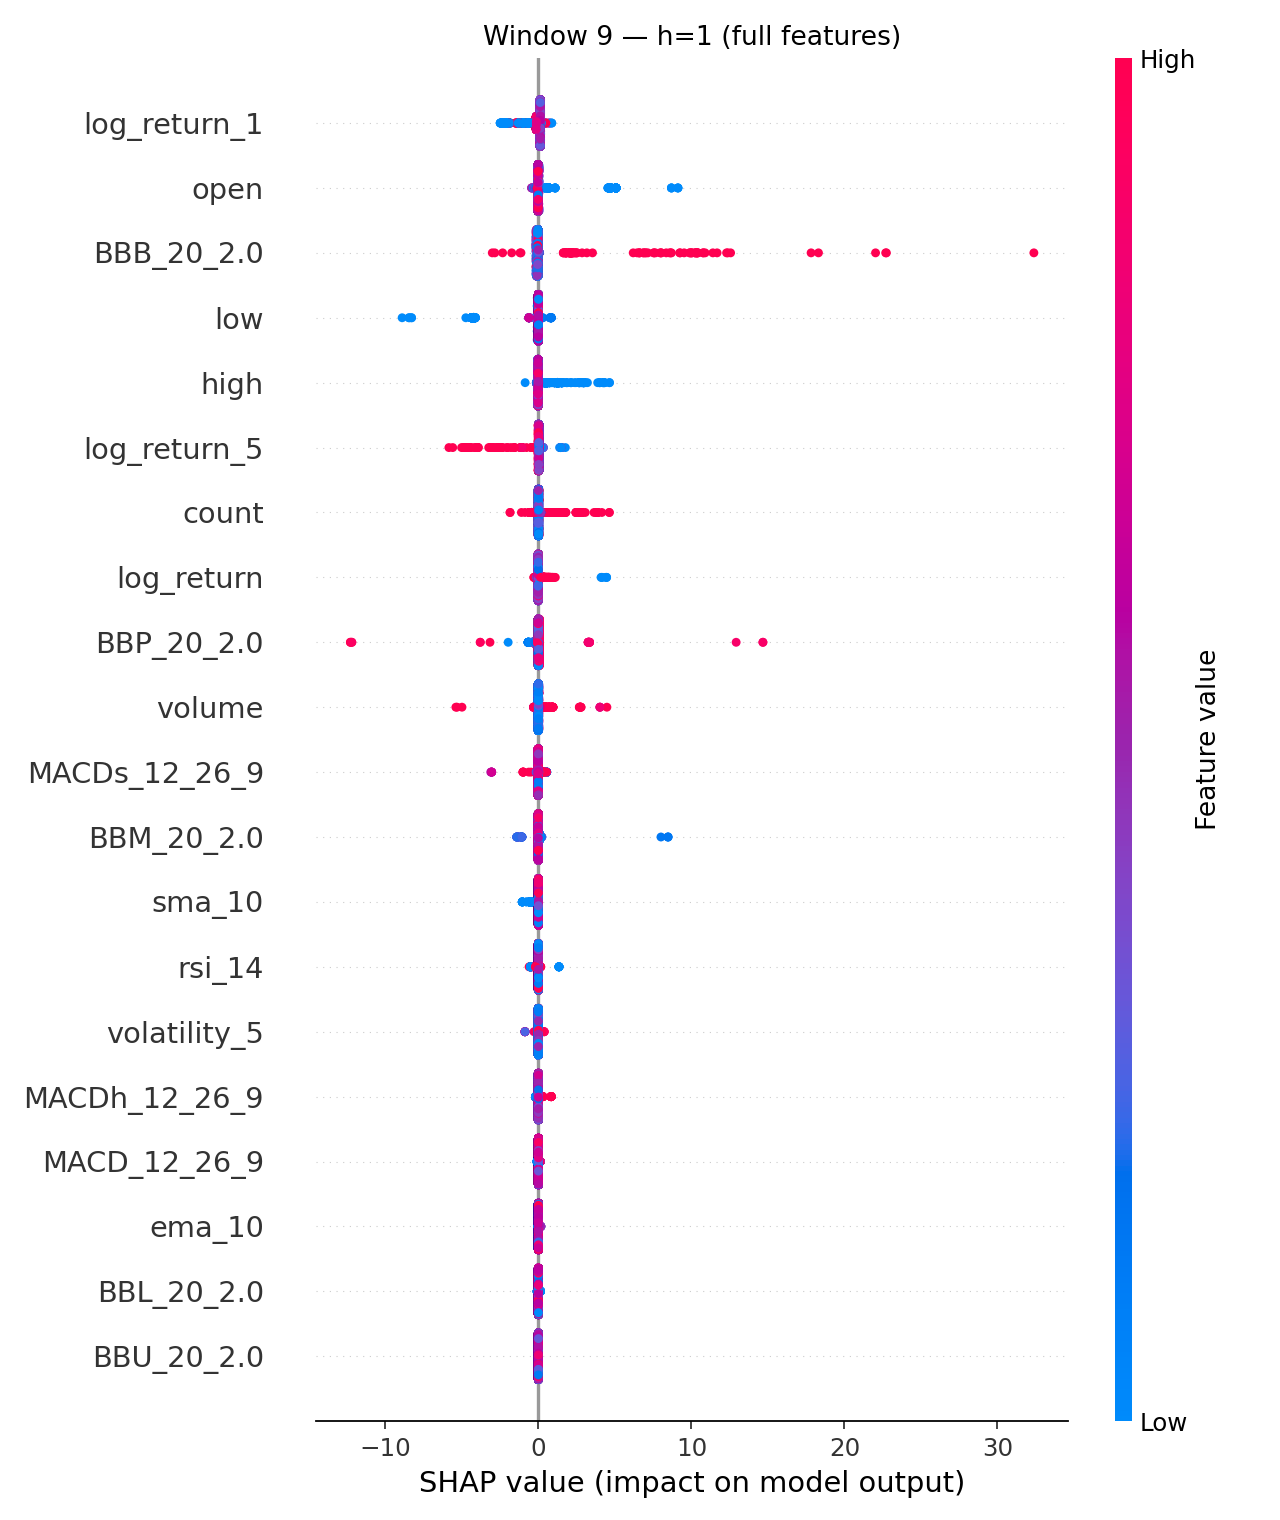 Window 9 — h=1 (full features)
High
log_return_1
open
BBB_20_2.0
low
high
log_return_5
count
log_return
BBP_20_2.0
volume
MACDs_12_26_9
BBM_20_2.0
sma_10
rsi_14
volatility_5
MACDh_12_26_9
MACD_12_26_9
ema_10
BBL_20_2.0
BBU_20_2.0
Feature value
Low
−10 0 10 20 30
SHAP value (impact on model output)